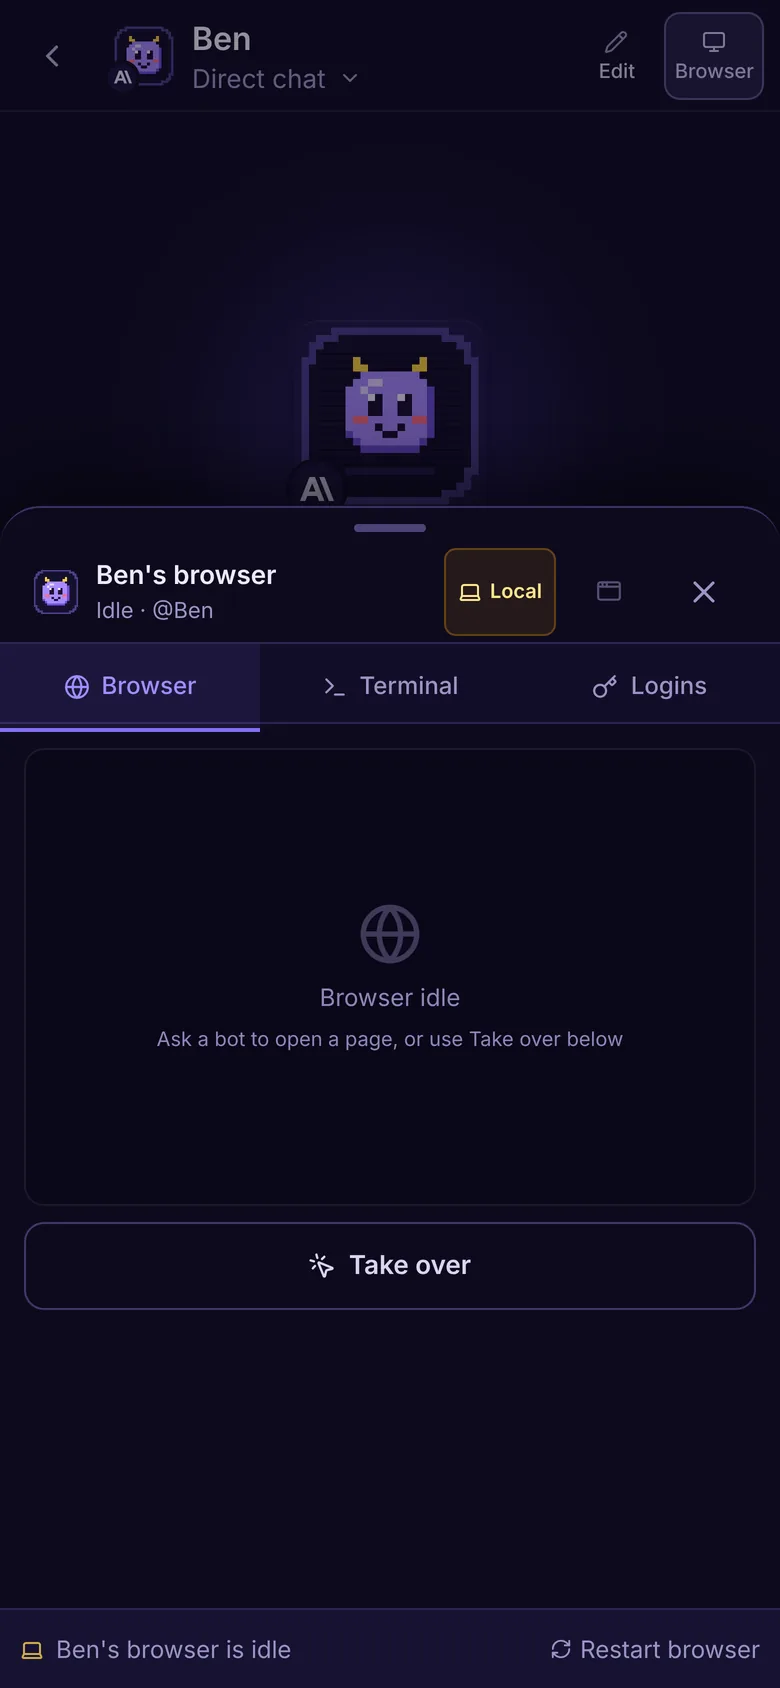 Ben
Direct chat
Edit
Browser
A\
A\
Ben's browser
Idle · @Ben
Local
Browser
Terminal
Logins
Browser idle
Ask a bot to open a page, or use Take over below
Take over
Ben's browser is idle
Restart browser